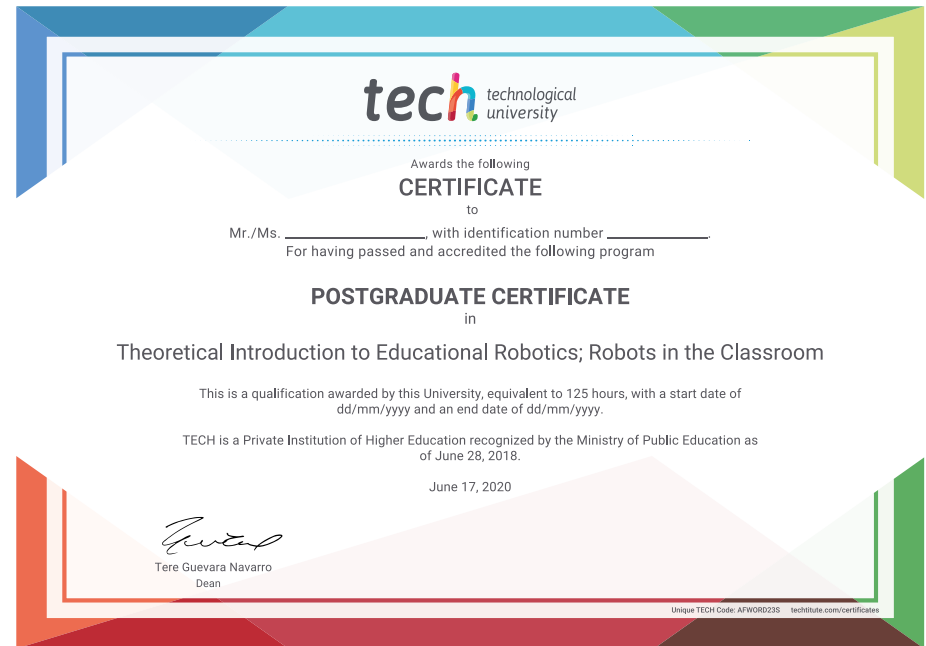 tech technological
university
Awards the following
CERTIFICATE
to
Mr./Ms. ____________________, with identification number ______________.
For having passed and accredited the following program
POSTGRADUATE CERTIFICATE
in
Theoretical Introduction to Educational Robotics; Robots in the Classroom
This is a qualification awarded by this University, equivalent to 125 hours, with a start date of
dd/mm/yyyy and an end date of dd/mm/yyyy.
TECH is a Private Institution of Higher Education recognized by the Ministry of Public Education as
of June 28, 2018.
June 17, 2020
Tere Guevara Navarro
Dean
Unique TECH Code: AFWORD23S techtitute.com/certificates